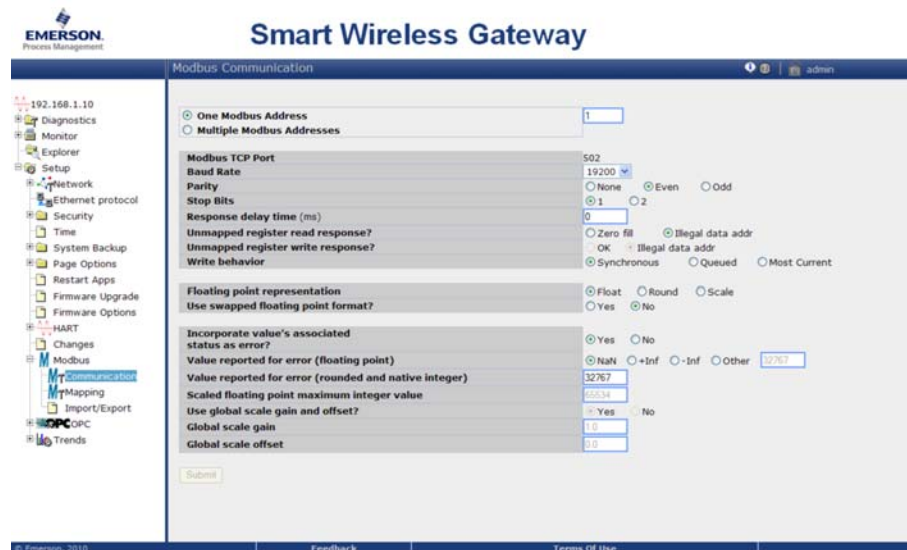 EMERSON.
Process Management
Smart Wireless Gateway
Modbus Communication
admin
192.168.1.10
Diagnostics
Monitor
Explorer
Setup
Network
Ethernet protocol
Security
Time
System Backup
Page Options
Restart Apps
Firmware Upgrade
Firmware Options
HART
Changes
Modbus
Communication
Mapping
Import/Export
OPC OPC
Trends
One Modbus Address 1
Multiple Modbus Addresses
Modbus TCP Port 502
Baud Rate 19200
Parity None Even Odd
Stop Bits 1 2
Response delay time (ms) 0
Unmapped register read response? Zero fill Illegal data addr
Unmapped register write response? OK Illegal data addr
Write behavior Synchronous Queued Most Current
Floating point representation Float Round Scale
Use swapped floating point format? Yes No
Incorporate value's associated
status as error? Yes No
Value reported for error (floating point) NaN +Inf -Inf Other 32767
Value reported for error (rounded and native integer) 32767
Scaled floating point maximum integer value 65534
Use global scale gain and offset? Yes No
Global scale gain 1.0
Global scale offset 0.0
Submit
© Emerson, 2010 Feedback Terms Of Use